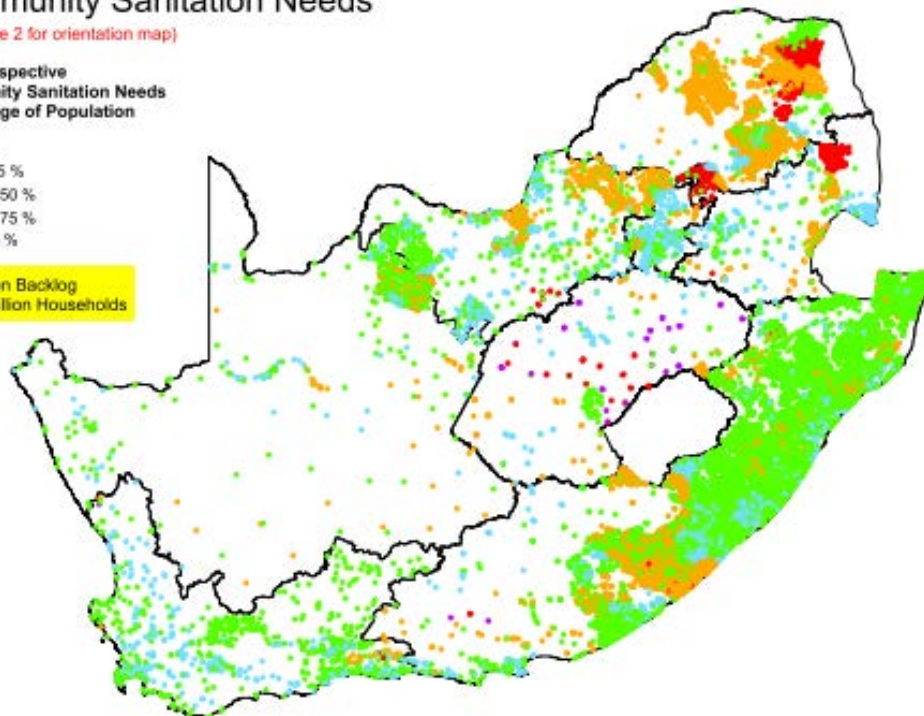 munity Sanitation Needs
e 2 for orientation map)
spective
nity Sanitation Needs
ge of Population
5 %
50 %
75 %
%
n Backlog
llion Households